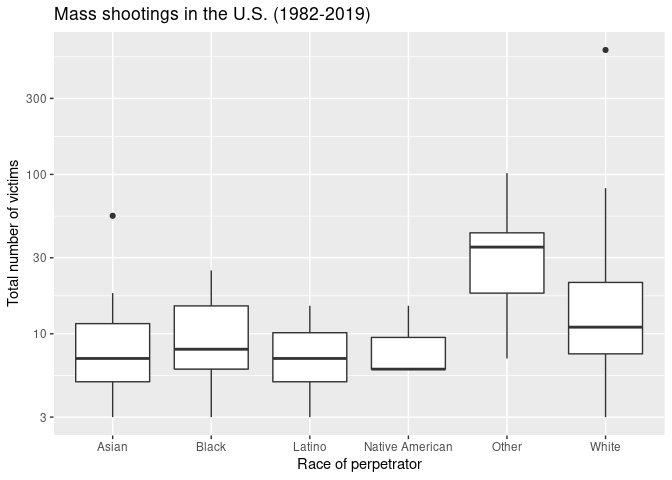 Mass shootings in the U.S. (1982-2019)
Total number of victims
300
100
30
10
3
Asian
Black
Latino
Native American
Other
White
Race of perpetrator